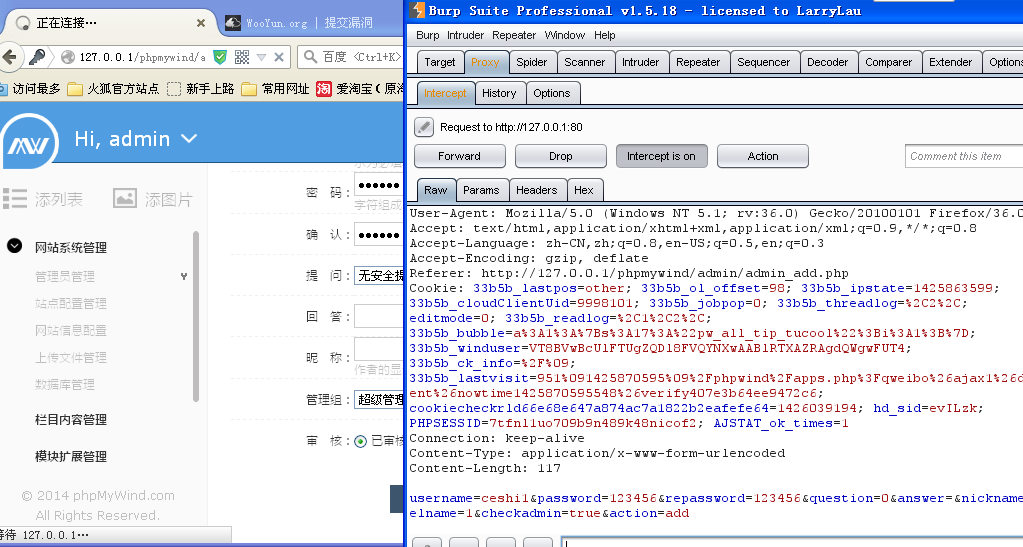 正在连接…
WooYun.org | 提交漏洞
127.0.0.1/phpmywind/a
百度 <Ctrl+K>
访问最多 火狐官方站点 新手上路 常用网址 爱淘宝
Hi, admin
添列表 添图片
网站系统管理
管理员管理
站点配置管理
网站信息配置
上传文件管理
数据库管理
栏目内容管理
模块扩展管理
© 2014 phpMyWind.com
All Rights Reserved.
等待 127.0.0.1…
密 码:
字符组成
确 认:
提 问: 无安全提
回 答:
昵 称:
作者的显
管理组: 超级管理
审 核: 已审核
Burp Suite Professional v1.5.18 - licensed to LarryLau
Burp Intruder Repeater Window Help
Target Proxy Spider Scanner Intruder Repeater Sequencer Decoder Comparer Extender Options
Intercept History Options
Request to http://127.0.0.1:80
Forward Drop Intercept is on Action Comment this item
Raw Params Headers Hex
User-Agent: Mozilla/5.0 (Windows NT 5.1; rv:36.0) Gecko/20100101 Firefox/36.0
Accept: text/html,application/xhtml+xml,application/xml;q=0.9,*/*;q=0.8
Accept-Language: zh-CN,zh;q=0.8,en-US;q=0.5,en;q=0.3
Accept-Encoding: gzip, deflate
Referer: http://127.0.0.1/phpmywind/admin/admin_add.php
Cookie: 33b5b_lastpos=other; 33b5b_ol_offset=98; 33b5b_ipstate=1425863599;
33b5b_cloudClientUid=9998101; 33b5b_jobpop=0; 33b5b_threadlog=%2C2%2C;
editmode=0; 33b5b_readlog=%2C1%2C2%2C;
33b5b_bubble=a%3A1%3A%7Bs%3A17%3A%22pw_all_tip_tucool%22%3Bi%3A1%3B%7D;
33b5b_winduser=VT8BVwBcUlFTUgZQDl8FVQYNXwAABlRTXAZRAgdQWgwFUT4;
33b5b_ck_info=%2F%09;
33b5b_lastvisit=951%091425870595%09%2Fphpwind%2Fapps.php%3Fqweibo%26ajax1%26d
ent%26nowtime1425870595548%26verify407e3b64ee9472c6;
cookiecheckr1d66e68e647a874ac7a1822b2eafefe64=1426039194; hd_sid=evILzk;
PHPSESSID=7tfnlluo709b9n489k48nicof2; AJSTAT_ok_times=1
Connection: keep-alive
Content-Type: application/x-www-form-urlencoded
Content-Length: 117
username=ceshi1&password=123456&repassword=123456&question=0&answer=&nickname
elname=1&checkadmin=true&action=add